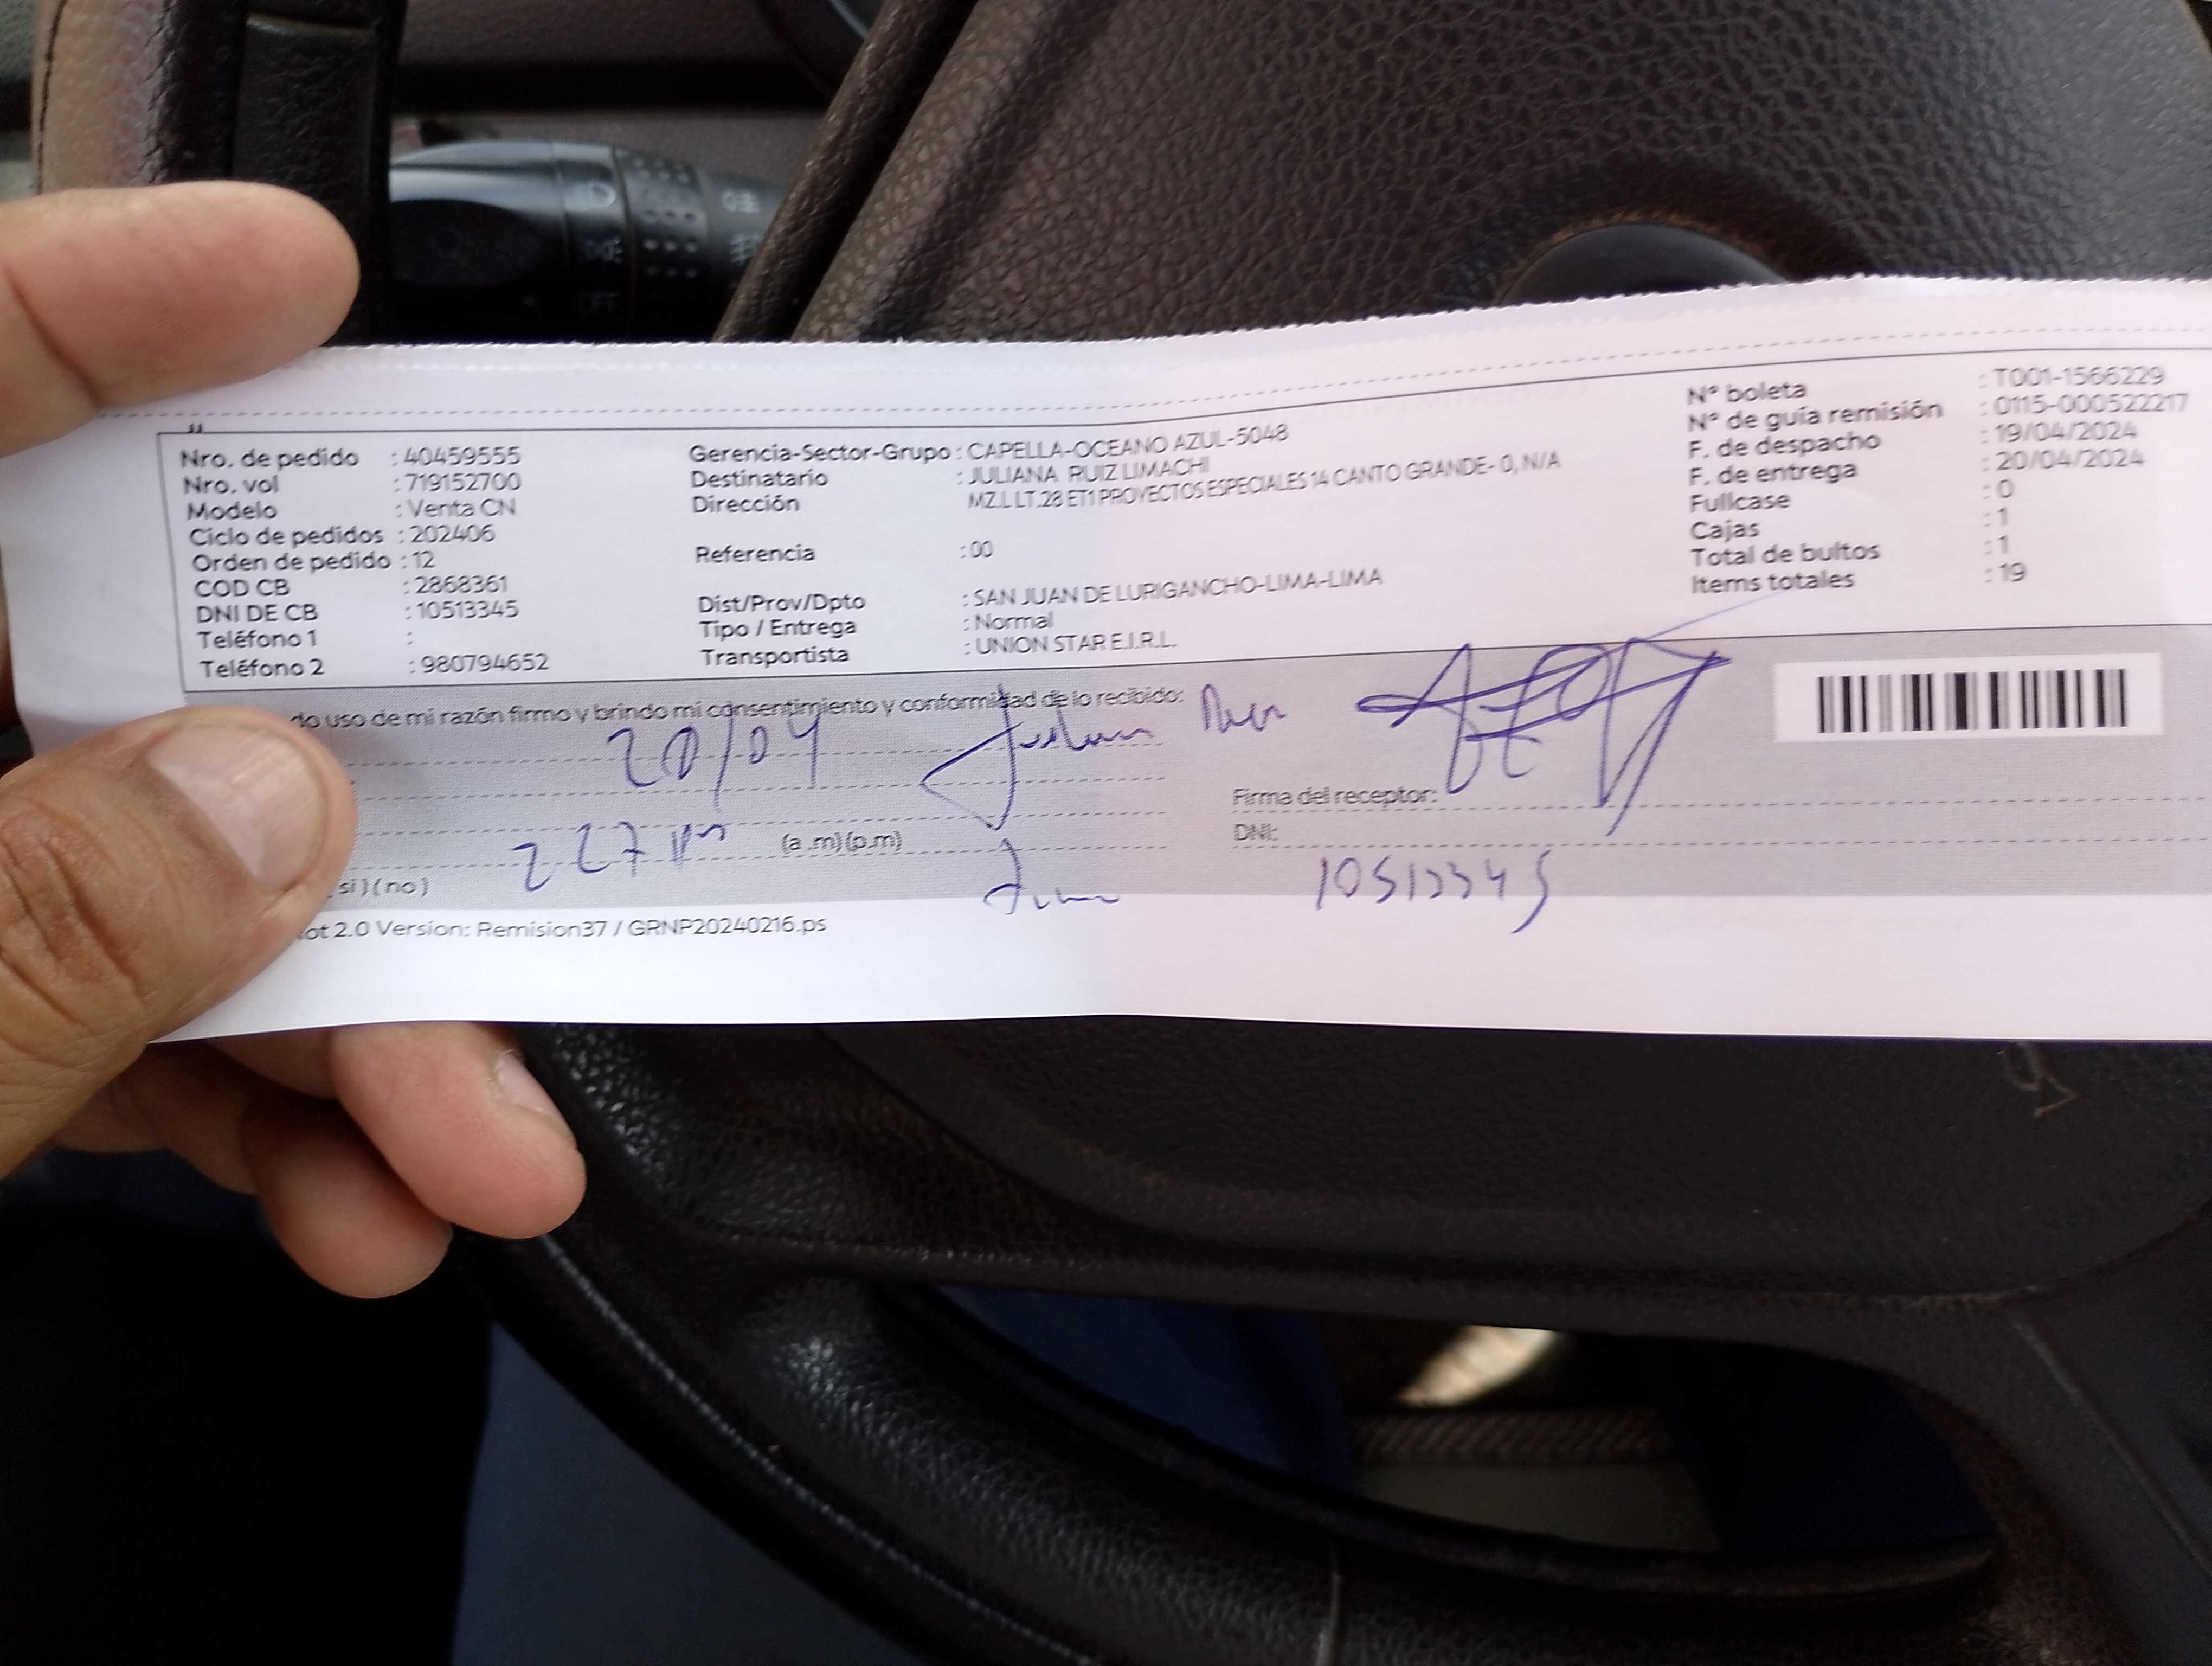 Nro. de pedido : 40459555
Nro. vol : 719152700
Modelo : Venta CN
Ciclo de pedidos : 202406
Orden de pedido : 12
COD CB : 2868361
DNI DE CB : 10513345
Teléfono 1 :
Teléfono 2 : 980794652
Gerencia-Sector-Grupo : CAPELLA-OCEANO AZUL-5048
Destinatario : JULIANA RUIZ LIMACHI
Dirección MZ.L LT.28 ET1 PROYECTOS ESPECIALES 14 CANTO GRANDE- 0, N/A
Referencia : 00
Dist/Prov/Dpto : SAN JUAN DE LURIGANCHO-LIMA-LIMA
Tipo / Entrega : Normal
Transportista : UNION STAR E.I.R.L.
N° boleta : T001-1566229
N° de guía remisión : 0115-000522217
F. de despacho : 19/04/2024
F. de entrega : 20/04/2024
Fullcase : 0
Cajas : 1
Total de bultos : 1
Items totales : 19
do uso de mi razón firmo y brindo mi consentimiento y conformidad de lo recibido:
20/04
Firma del receptor:
227 pm (a .m)(p.m)
DNI:
10513345
si)(no)
ot 2.0 Version: Remision37 / GRNP20240216.ps
OFF